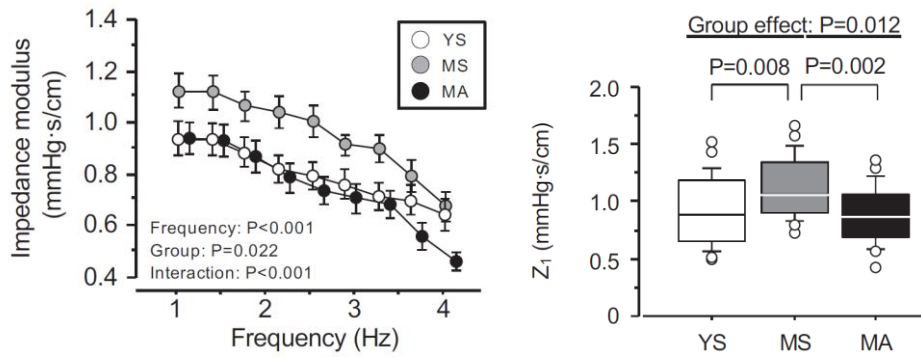 Impedance modulus
(mmHg·s/cm)
1.4
1.2
1.0
0.8
0.6
0.4
YS
MS
MA
Frequency: P<0.001
Group: P=0.022
Interaction: P<0.001
1 2 3 4
Frequency (Hz)
Group effect: P=0.012
P=0.008 P=0.002
Z₁ (mmHg·s/cm)
2.0
1.5
1.0
0.5
0
YS MS MA